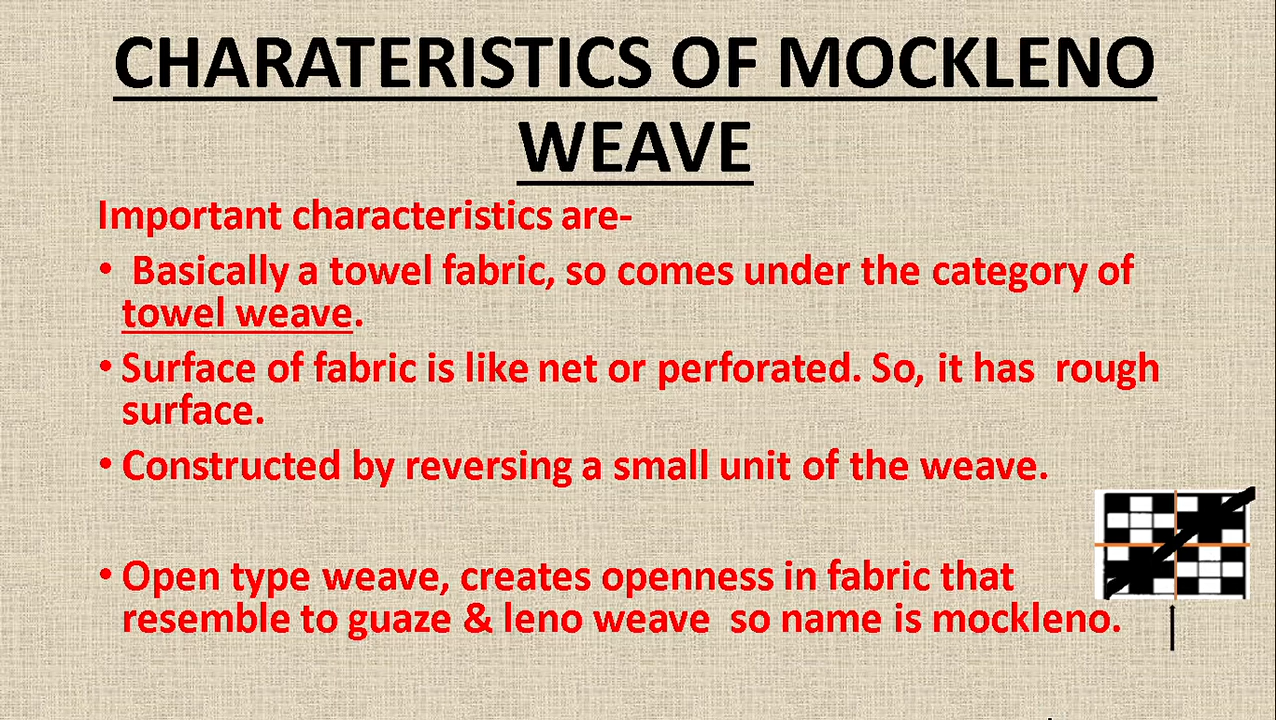 CHARATERISTICS OF MOCKLENO
WEAVE
Important characteristics are-
• Basically a towel fabric, so comes under the category of
towel weave.
• Surface of fabric is like net or perforated. So, it has rough
surface.
• Constructed by reversing a small unit of the weave.
• Open type weave, creates openness in fabric that
resemble to guaze & leno weave so name is mockleno.